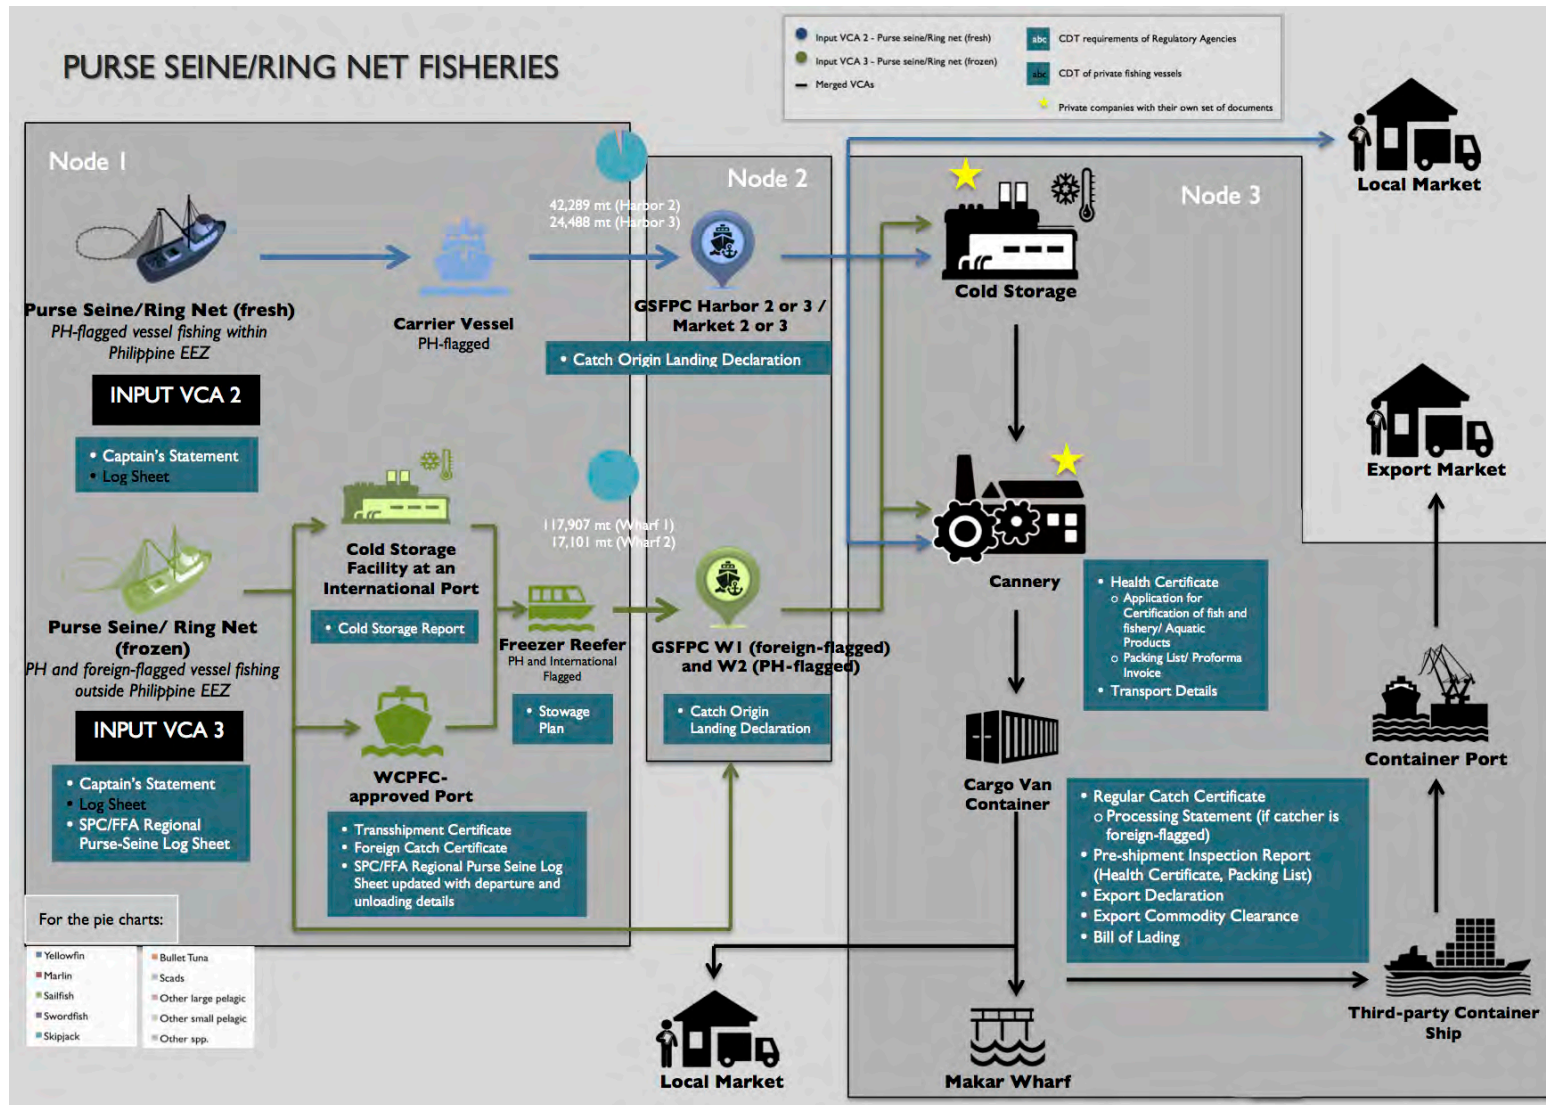 PURSE SEINE/RING NET FISHERIES
Input VCA 2 - Purse seine/Ring net (fresh)
Input VCA 3 - Purse seine/Ring net (frozen)
Merged VCAs
abc
CDT requirements of Regulatory Agencies
abc
CDT of private fishing vessels
Private companies with their own set of documents
Node 1
Node 2
Node 3
Local Market
42,289 mt (Harbor 2)
24,488 mt (Harbor 3)
Purse Seine/Ring Net (fresh)
PH-flagged vessel fishing within
Philippine EEZ
INPUT VCA 2
• Captain's Statement
• Log Sheet
Carrier Vessel
PH-flagged
GSFPC Harbor 2 or 3 /
Market 2 or 3
• Catch Origin Landing Declaration
Cold Storage
Export Market
117,907 mt (Wharf 1)
17,101 mt (Wharf 2)
Cold Storage
Facility at an
International Port
• Cold Storage Report
Purse Seine/ Ring Net
(frozen)
PH and foreign-flagged vessel fishing
outside Philippine EEZ
INPUT VCA 3
• Captain's Statement
• Log Sheet
• SPC/FFA Regional
Purse-Seine Log Sheet
Freezer Reefer
PH and International
Flagged
• Stowage
Plan
GSFPC W1 (foreign-flagged)
and W2 (PH-flagged)
• Catch Origin
Landing Declaration
WCPFC-
approved Port
• Transshipment Certificate
• Foreign Catch Certificate
• SPC/FFA Regional Purse Seine Log
Sheet updated with departure and
unloading details
Cannery
• Health Certificate
o Application for
Certification of fish and
fishery/ Aquatic
Products
o Packing List/ Proforma
Invoice
• Transport Details
Cargo Van
Container
Container Port
• Regular Catch Certificate
o Processing Statement (if catcher is
foreign-flagged)
• Pre-shipment Inspection Report
(Health Certificate, Packing List)
• Export Declaration
• Export Commodity Clearance
• Bill of Lading
Third-party Container
Ship
Makar Wharf
Local Market
For the pie charts:
Yellowfin
Marlin
Sailfish
Swordfish
Skipjack
Bullet Tuna
Scads
Other large pelagic
Other small pelagic
Other spp.